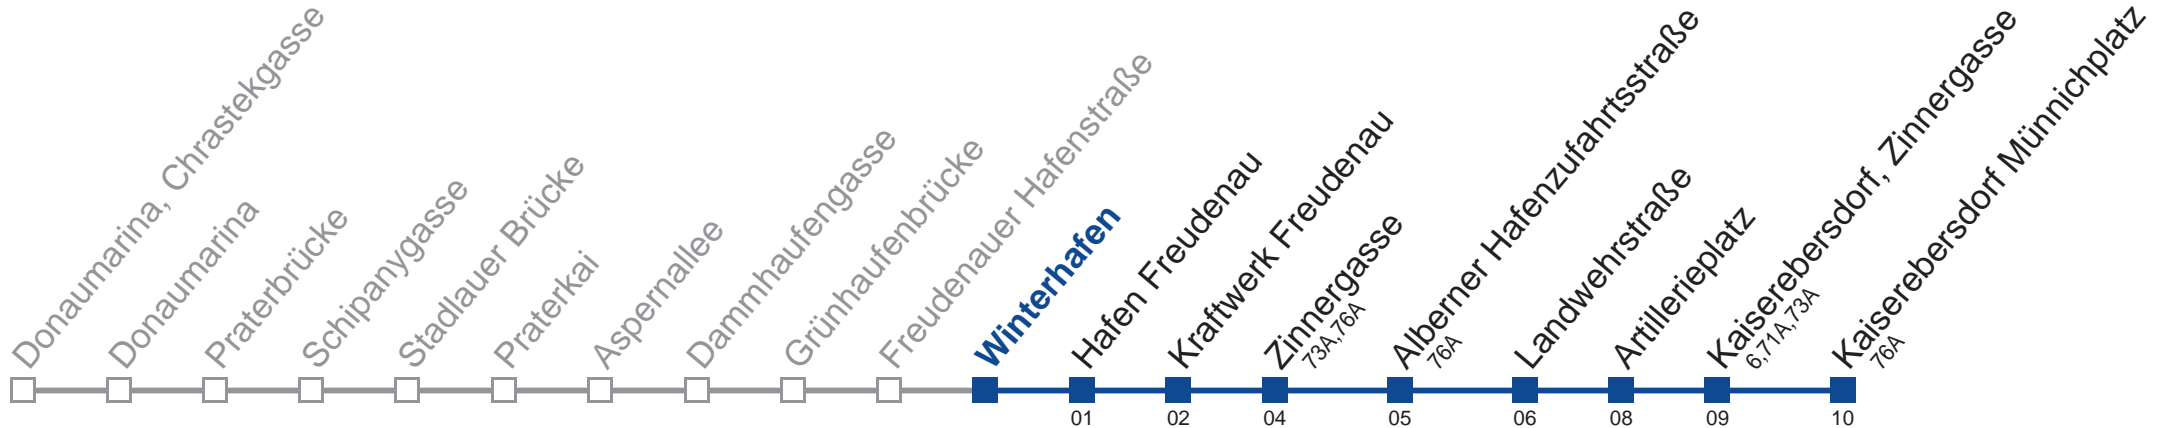 Donaumarina, Chrastekgasse
Donaumarina
Praterbrücke
Schipanygasse
Stadlauer Brücke
Praterkai
Aspernallee
Dammhaufengasse
Grünhaufenbrücke
Freudenauer Hafenstraße
Winterhafen
Hafen Freudenau
01
Kraftwerk Freudenau
02
Zinnergasse
73A,76A
04
Alberner Hafenzufahrtsstraße
76A
05
Landwehrstraße
06
Artillerieplatz
08
Kaiserebersdorf, Zinnergasse
6,71A,73A
09
Kaiserebersdorf Münnichplatz
76A
10